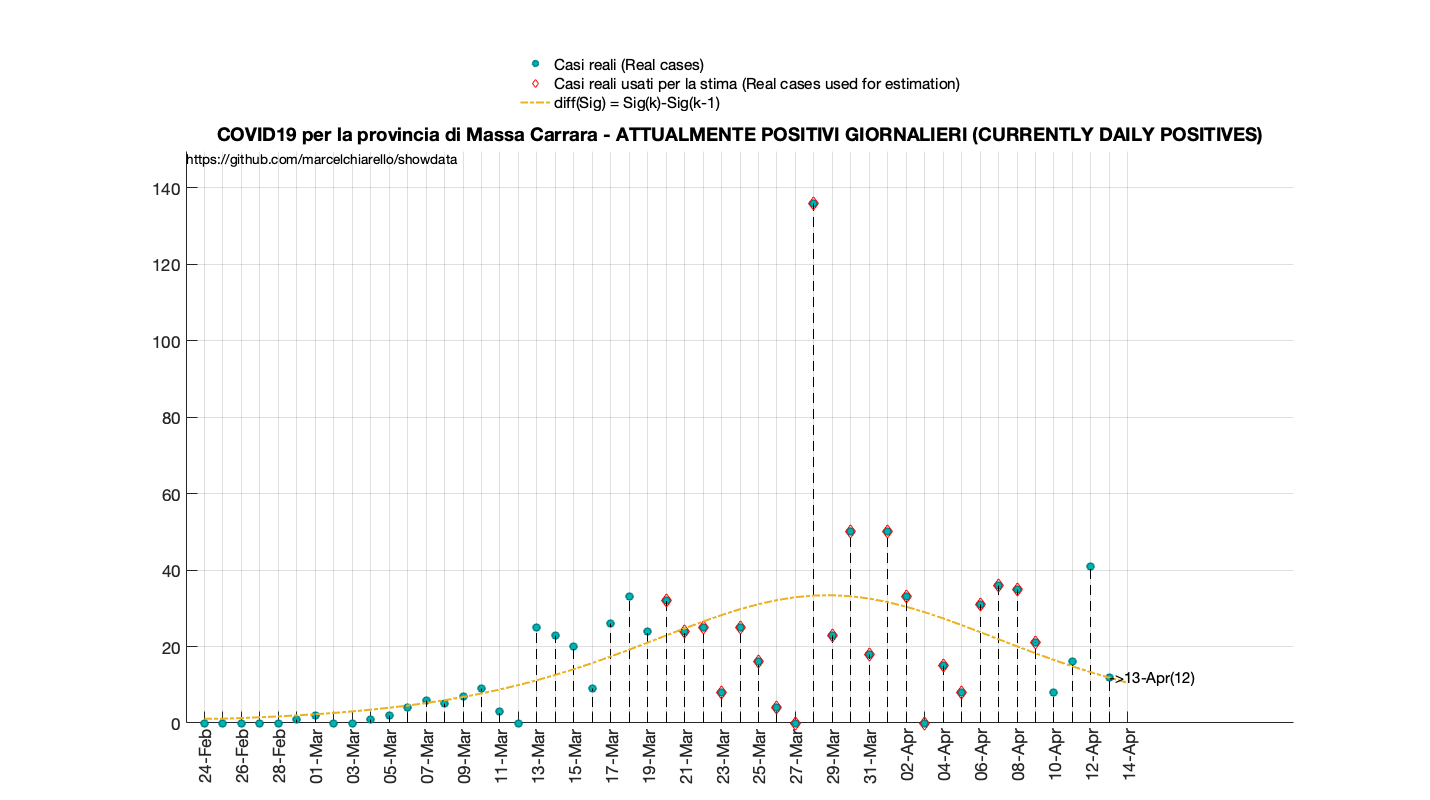 Casi reali (Real cases)
Casi reali usati per la stima (Real cases used for estimation)
diff(Sig) = Sig(k)-Sig(k-1)
COVID19 per la provincia di Massa Carrara - ATTUALMENTE POSITIVI GIORNALIERI (CURRENTLY DAILY POSITIVES)
https://github.com/marcelchiarello/showdata
140
120
100
80
60
40
20
0
>13-Apr(12)
24-Feb
26-Feb
28-Feb
01-Mar
03-Mar
05-Mar
07-Mar
09-Mar
11-Mar
13-Mar
15-Mar
17-Mar
19-Mar
21-Mar
23-Mar
25-Mar
27-Mar
29-Mar
31-Mar
02-Apr
04-Apr
06-Apr
08-Apr
10-Apr
12-Apr
14-Apr